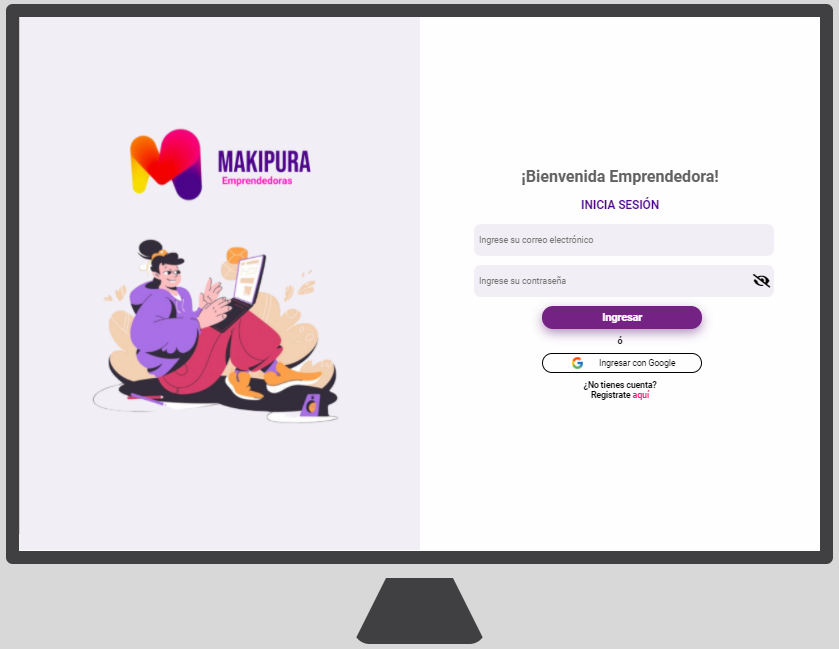 MAKIPURA
Emprendedoras
¡Bienvenida Emprendedora!
INICIA SESIÓN
Ingrese su correo electrónico
Ingrese su contraseña
Ingresar
ó
Ingresar con Google
¿No tienes cuenta?
Registrate aquí